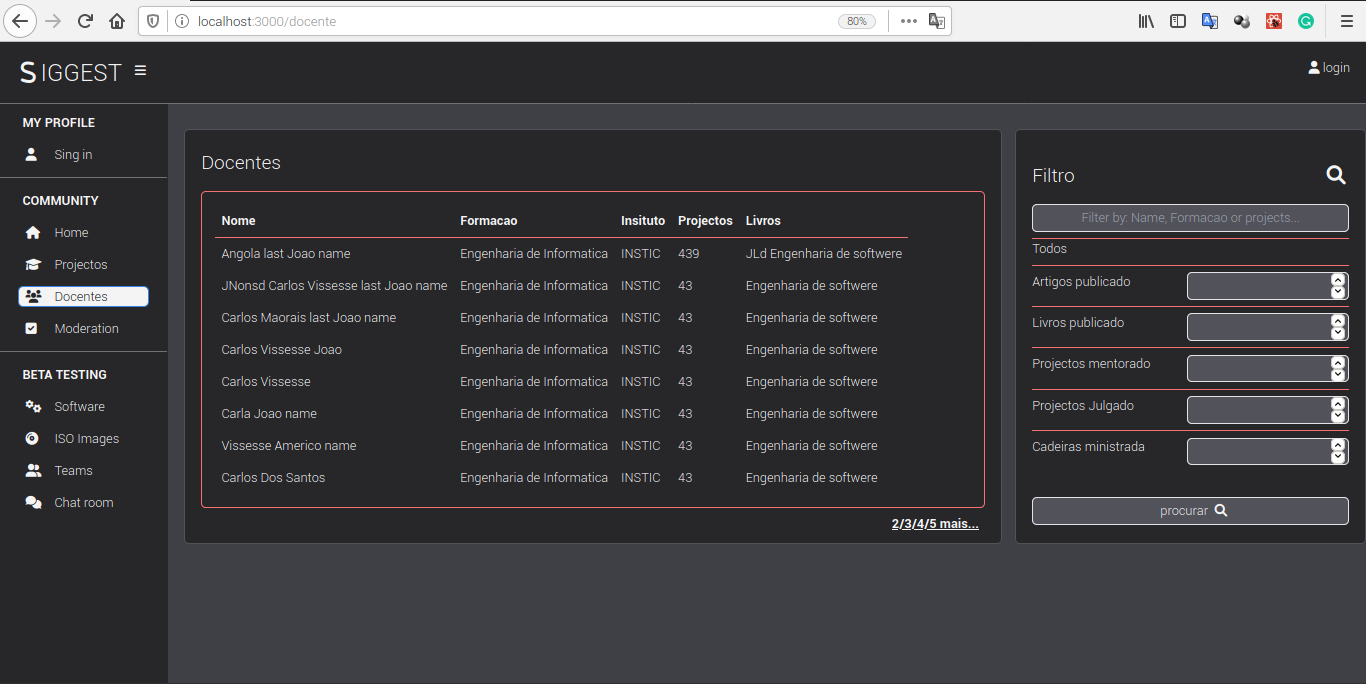 localhost:3000/docente
80%
SIGGEST
login
MY PROFILE
Sing in
COMMUNITY
Home
Projectos
Docentes
Moderation
BETA TESTING
Software
ISO Images
Teams
Chat room
Docentes
Nome Formacao Insituto Projectos Livros
Angola last Joao name Engenharia de Informatica INSTIC 439 JLd Engenharia de softwere
JNonsd Carlos Vissesse last Joao name Engenharia de Informatica INSTIC 43 Engenharia de softwere
Carlos Maorais last Joao name Engenharia de Informatica INSTIC 43 Engenharia de softwere
Carlos Vissesse Joao Engenharia de Informatica INSTIC 43 Engenharia de softwere
Carlos Vissesse Engenharia de Informatica INSTIC 43 Engenharia de softwere
Carla Joao name Engenharia de Informatica INSTIC 43 Engenharia de softwere
Vissesse Americo name Engenharia de Informatica INSTIC 43 Engenharia de softwere
Carlos Dos Santos Engenharia de Informatica INSTIC 43 Engenharia de softwere
2/3/4/5 mais...
Filtro
Filter by: Name, Formacao or projects...
Todos
Artigos publicado
Livros publicado
Projectos mentorado
Projectos Julgado
Cadeiras ministrada
procurar